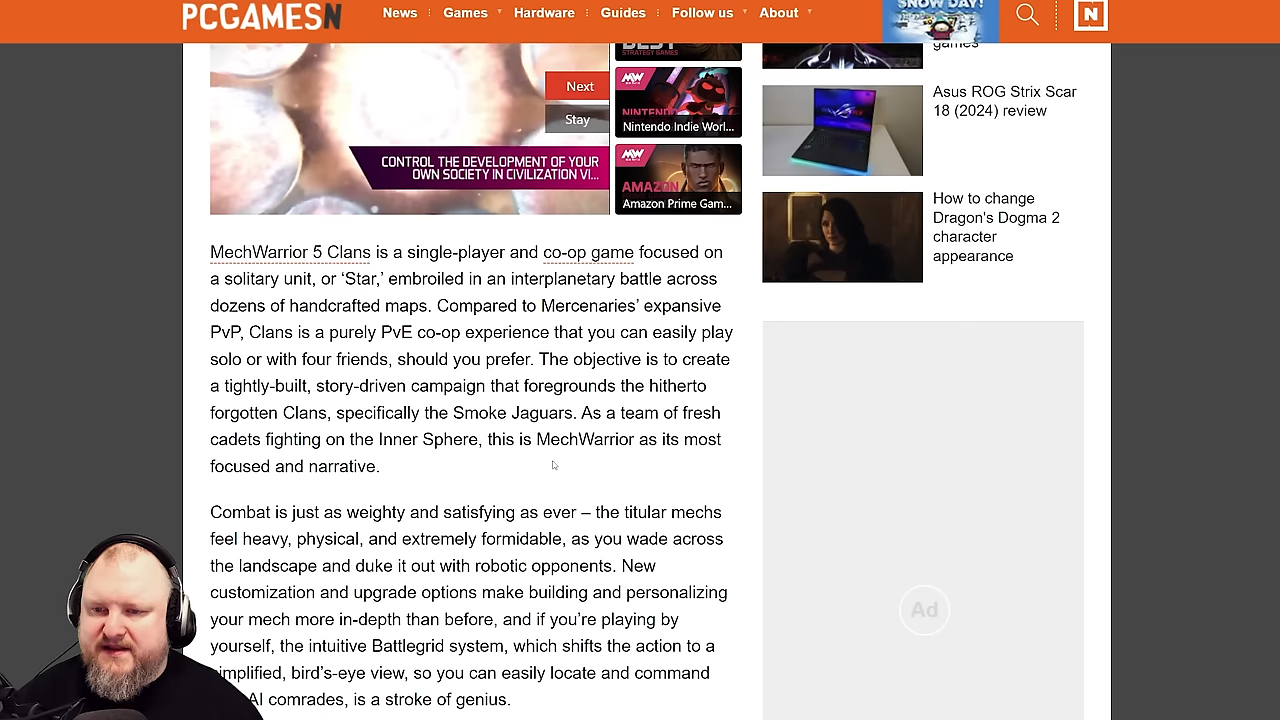 PCGAMESN
News
Games
Hardware
Guides
Follow us
About
SNOW DAY!
N
BEST
STRATEGY GAMES
games
Next
Stay
MW
NINTENDO
Nintendo Indie Worl...
CONTROL THE DEVELOPMENT OF YOUR
OWN SOCIETY IN CIVILIZATION VI...
MW
AMAZON
Amazon Prime Gam...
Asus ROG Strix Scar
18 (2024) review
How to change
Dragon's Dogma 2
character
appearance
MechWarrior 5 Clans is a single-player and co-op game focused on
a solitary unit, or ‘Star,’ embroiled in an interplanetary battle across
dozens of handcrafted maps. Compared to Mercenaries’ expansive
PvP, Clans is a purely PvE co-op experience that you can easily play
solo or with four friends, should you prefer. The objective is to create
a tightly-built, story-driven campaign that foregrounds the hitherto
forgotten Clans, specifically the Smoke Jaguars. As a team of fresh
cadets fighting on the Inner Sphere, this is MechWarrior as its most
focused and narrative.
Combat is just as weighty and satisfying as ever – the titular mechs
feel heavy, physical, and extremely formidable, as you wade across
the landscape and duke it out with robotic opponents. New
customization and upgrade options make building and personalizing
your mech more in-depth than before, and if you’re playing by
yourself, the intuitive Battlegrid system, which shifts the action to a
simplified, bird’s-eye view, so you can easily locate and command
AI comrades, is a stroke of genius.
Ad